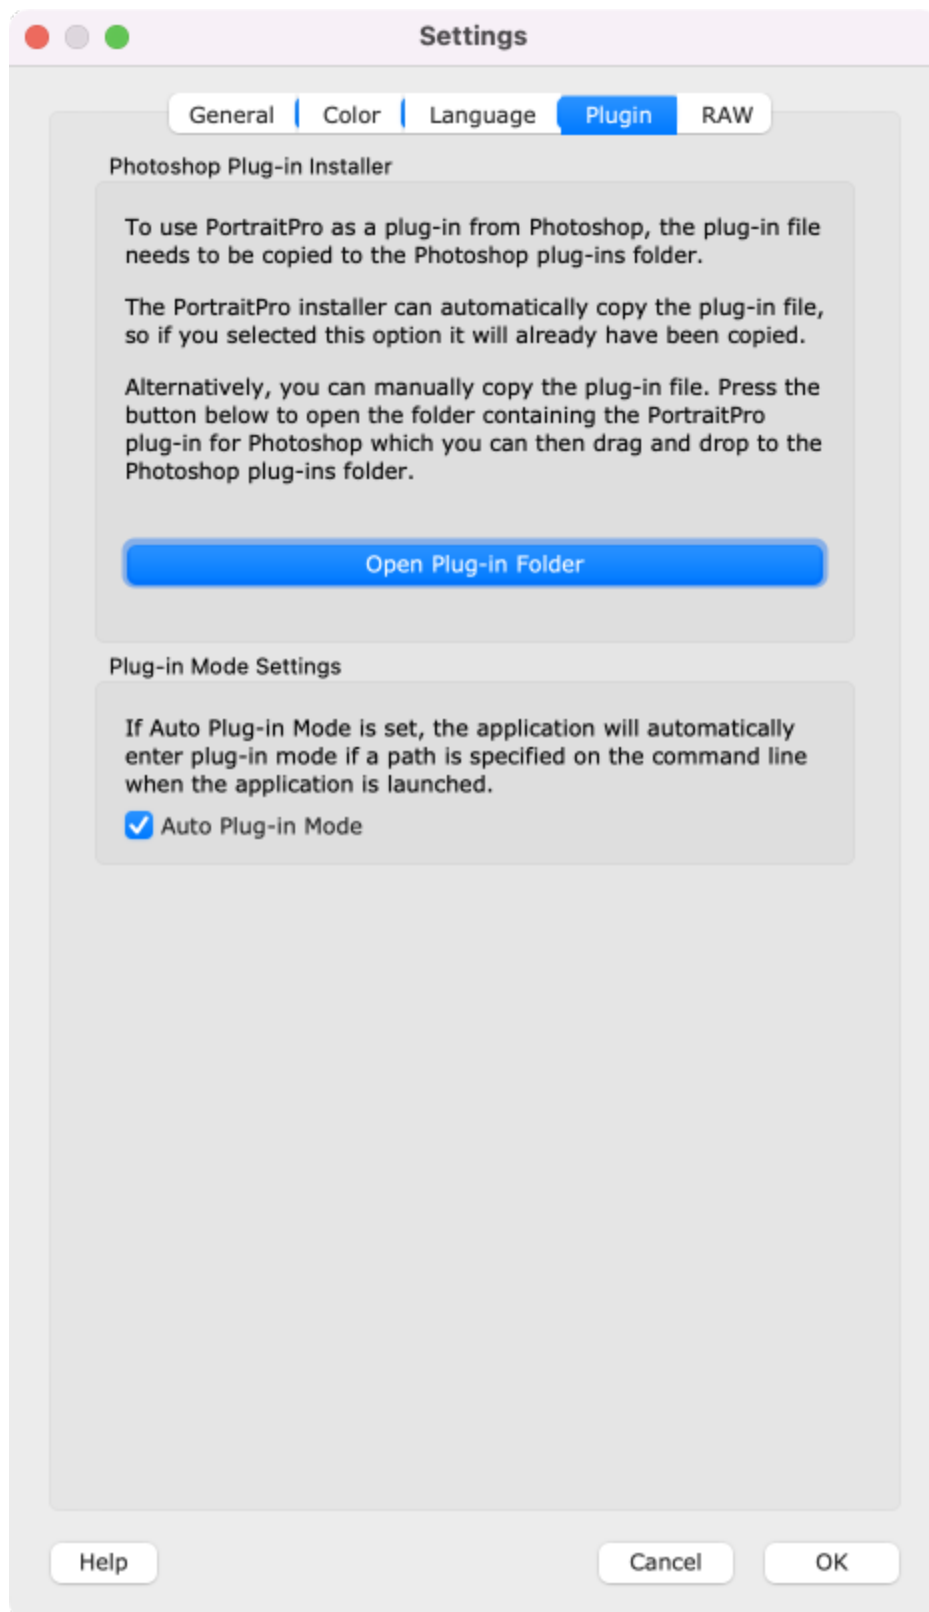 Settings
General
Color
Language
Plugin
RAW
Photoshop Plug-in Installer
To use PortraitPro as a plug-in from Photoshop, the plug-in file
needs to be copied to the Photoshop plug-ins folder.
The PortraitPro installer can automatically copy the plug-in file,
so if you selected this option it will already have been copied.
Alternatively, you can manually copy the plug-in file. Press the
button below to open the folder containing the PortraitPro
plug-in for Photoshop which you can then drag and drop to the
Photoshop plug-ins folder.
Open Plug-in Folder
Plug-in Mode Settings
If Auto Plug-in Mode is set, the application will automatically
enter plug-in mode if a path is specified on the command line
when the application is launched.
Auto Plug-in Mode
Help
Cancel
OK